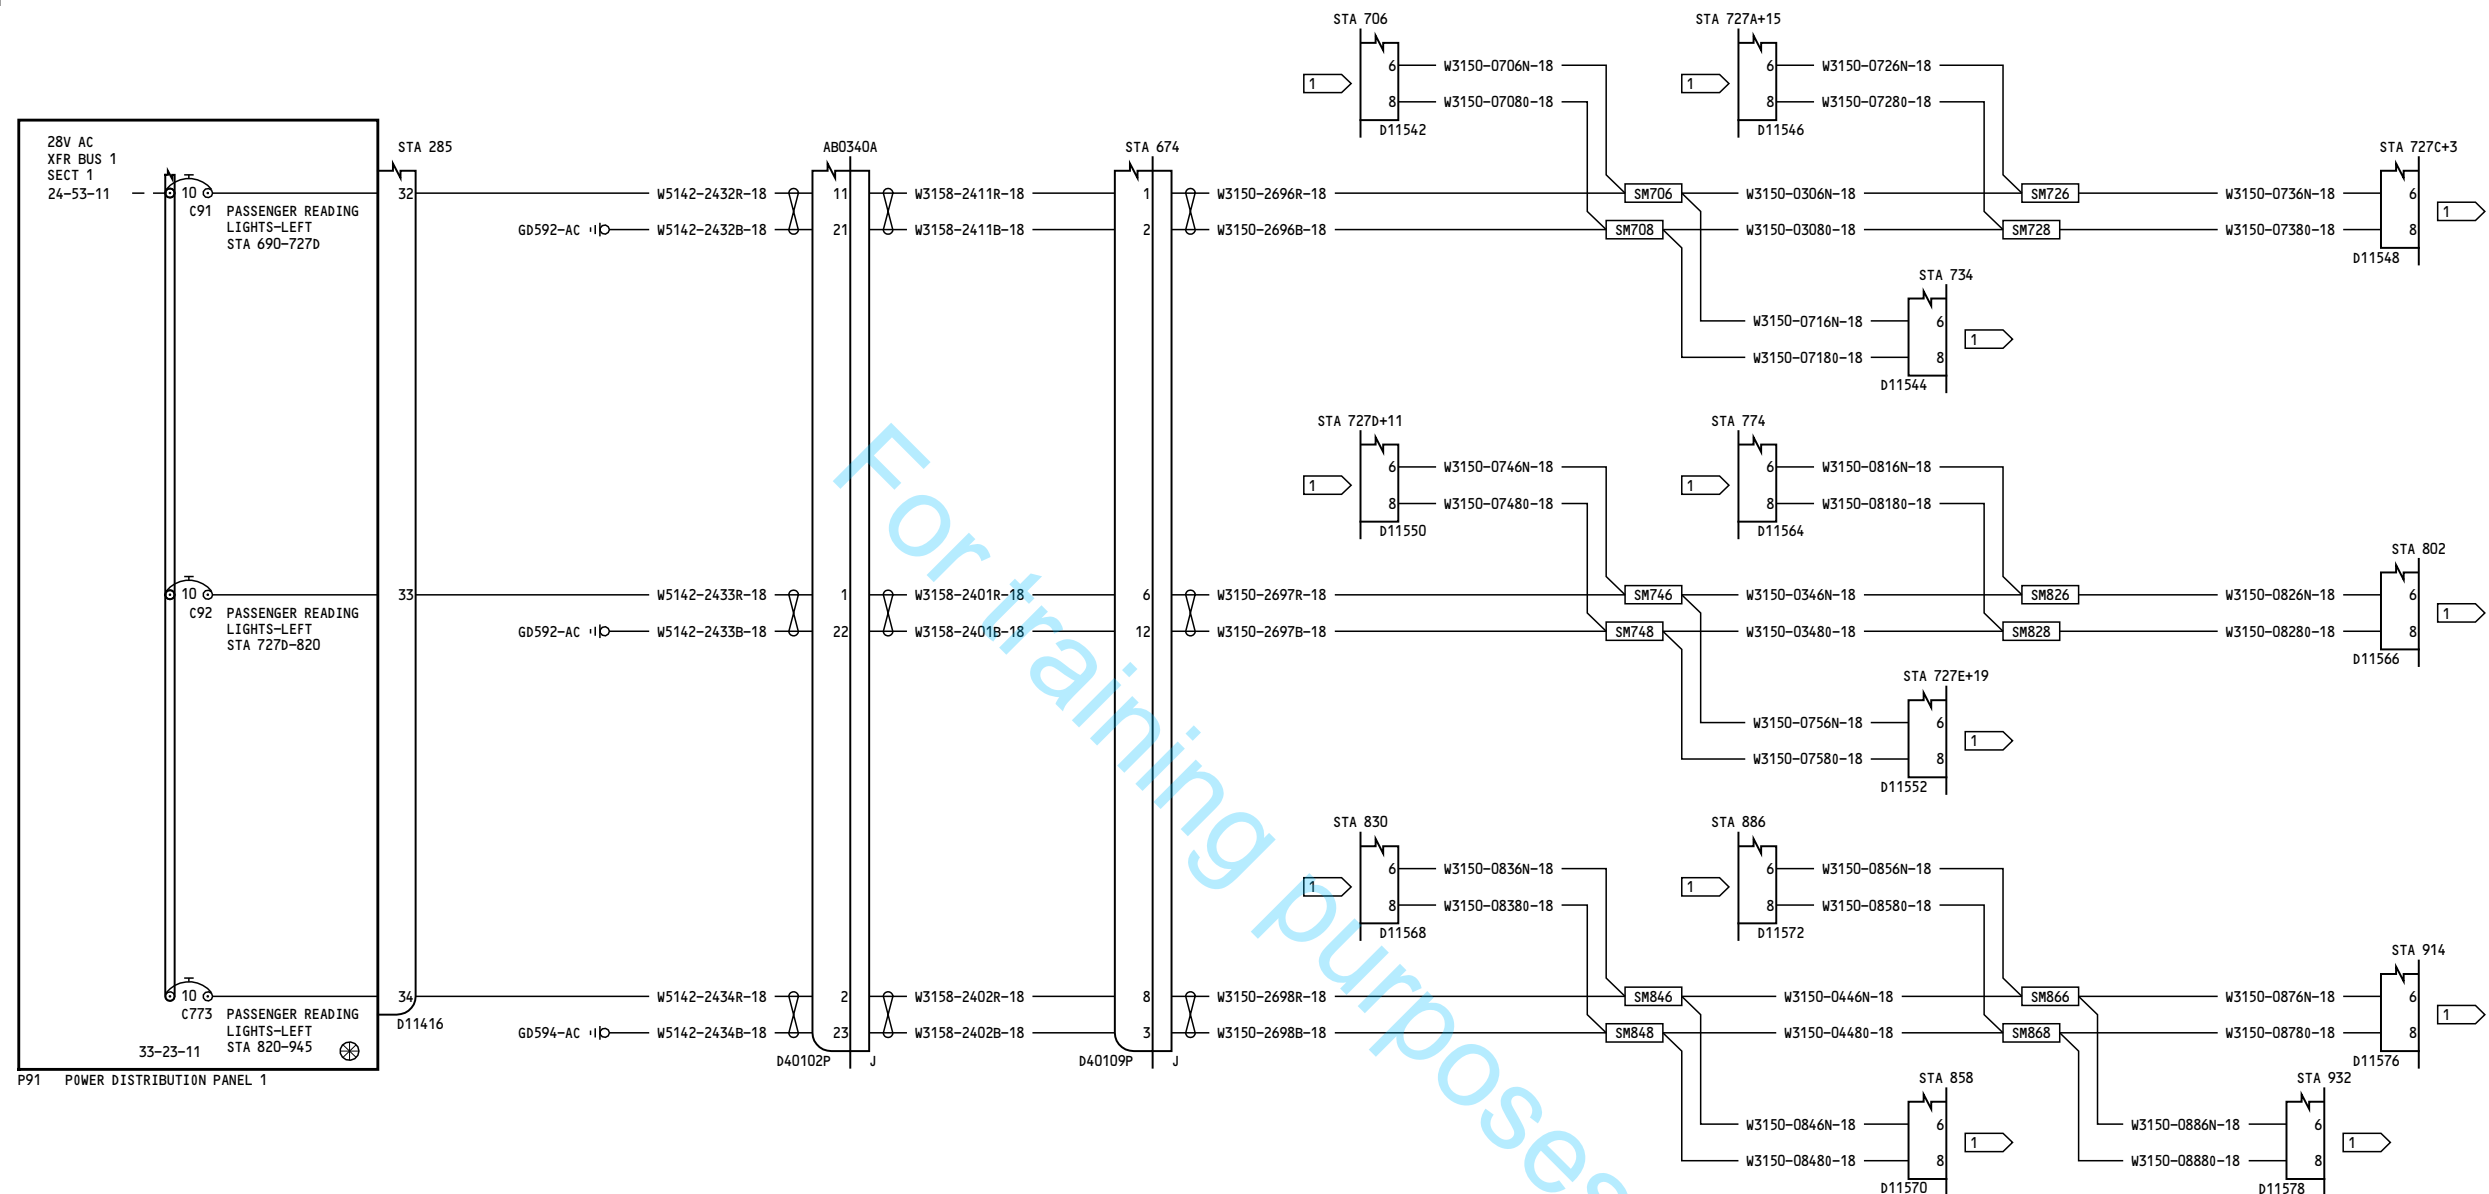 28V AC
XFR BUS 1
SECT 1
24-53-11
10
C91
PASSENGER READING
LIGHTS-LEFT
STA 690-727D
10
C92
PASSENGER READING
LIGHTS-LEFT
STA 727D-820
10
C773
PASSENGER READING
LIGHTS-LEFT
STA 820-945
33-23-11
P91 POWER DISTRIBUTION PANEL 1
STA 285
32
33
34
D11416
W5142-2432R-18
GD592-AC W5142-2432B-18
W5142-2433R-18
GD592-AC W5142-2433B-18
W5142-2434R-18
GD594-AC W5142-2434B-18
AB0340A
11
21
1
22
2
23
D40102P J
W3158-2411R-18
W3158-2411B-18
W3158-2401R-18
W3158-2401B-18
W3158-2402R-18
W3158-2402B-18
STA 674
1
2
6
12
8
3
D40109P J
W3150-2696R-18
W3150-2696B-18
W3150-2697R-18
W3150-2697B-18
W3150-2698R-18
W3150-2698B-18
STA 706
1
6 W3150-0706N-18
8 W3150-0708O-18
D11542
STA 727A+15
1
6 W3150-0726N-18
8 W3150-0728O-18
D11546
SM706 W3150-0306N-18 SM726 W3150-0736N-18
SM708 W3150-0308O-18 SM728 W3150-0738O-18
STA 727C+3
6
8
1
D11548
STA 734
W3150-0716N-18 6
W3150-0718O-18 8
1
D11544
STA 727D+11
1
6 W3150-0746N-18
8 W3150-0748O-18
D11550
STA 774
1
6 W3150-0816N-18
8 W3150-0818O-18
D11564
SM746 W3150-0346N-18 SM826 W3150-0826N-18
SM748 W3150-0348O-18 SM828 W3150-0828O-18
STA 802
6
8
1
D11566
STA 727E+19
W3150-0756N-18 6
W3150-0758O-18 8
1
D11552
STA 830
1
6 W3150-0836N-18
8 W3150-0838O-18
D11568
STA 886
1
6 W3150-0856N-18
8 W3150-0858O-18
D11572
SM846 W3150-0446N-18 SM866 W3150-0876N-18
SM848 W3150-0448O-18 SM868 W3150-0878O-18
STA 914
6
8
1
D11576
STA 858
W3150-0846N-18 6
W3150-0848O-18 8
1
D11570
STA 932
W3150-0886N-18 6
W3150-0888O-18 8
1
D11578
For training purposes